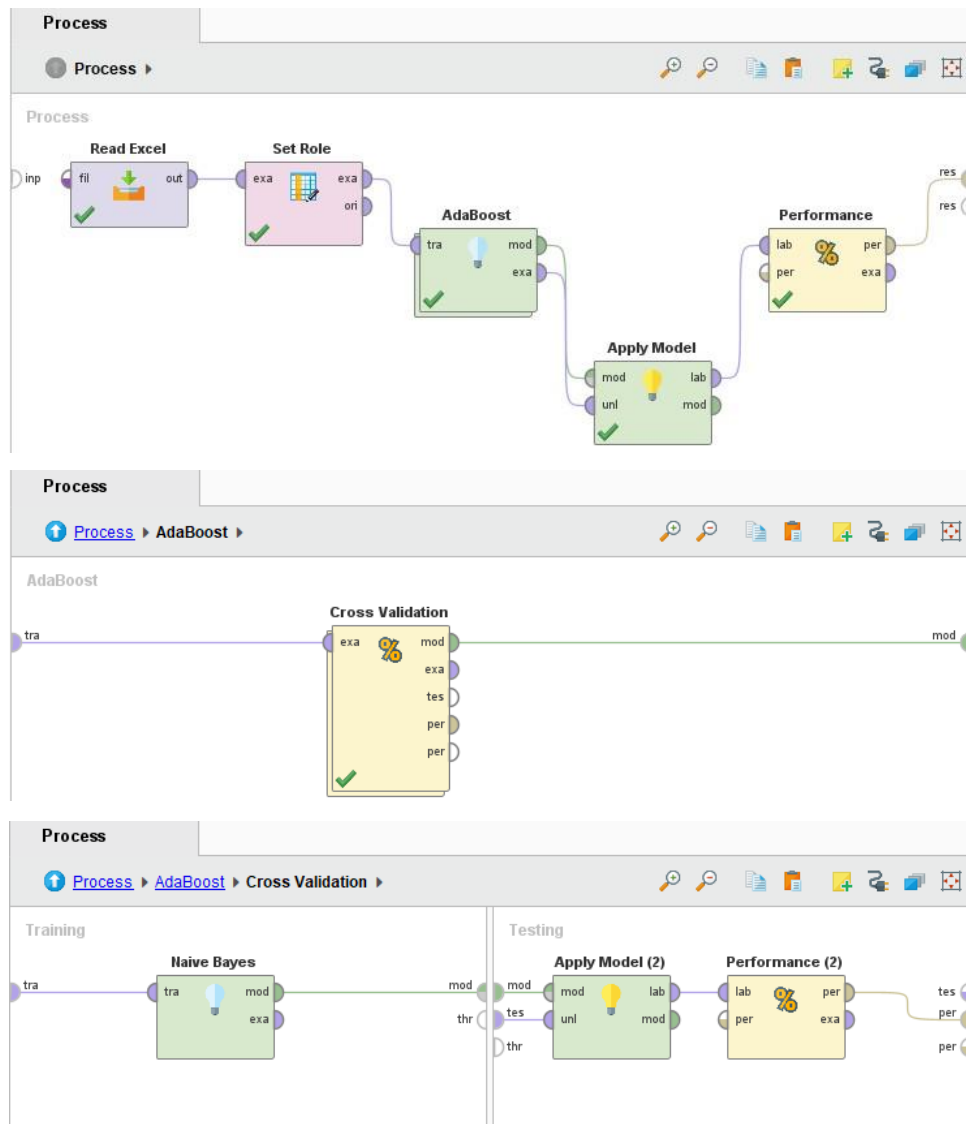 Process
Process
Process
Read Excel
Set Role
inp
fil
out
exa
exa
ori
res
res
AdaBoost
tra
mod
exa
Performance
lab
per
per
exa
Apply Model
mod
lab
unl
mod
Process
Process AdaBoost
AdaBoost
Cross Validation
tra
exa
mod
exa
tes
per
per
mod
Process
Process AdaBoost Cross Validation
Training
Testing
Naive Bayes
tra
tra
mod
exa
mod
thr
Apply Model (2)
Performance (2)
mod
tes
thr
mod
lab
unl
mod
lab
per
per
exa
tes
per
per